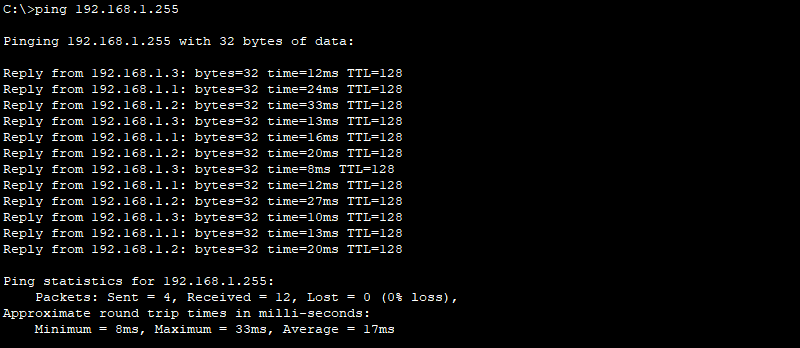 C:\>ping 192.168.1.255
Pinging 192.168.1.255 with 32 bytes of data:
Reply from 192.168.1.3: bytes=32 time=12ms TTL=128
Reply from 192.168.1.1: bytes=32 time=24ms TTL=128
Reply from 192.168.1.2: bytes=32 time=33ms TTL=128
Reply from 192.168.1.3: bytes=32 time=13ms TTL=128
Reply from 192.168.1.1: bytes=32 time=16ms TTL=128
Reply from 192.168.1.2: bytes=32 time=20ms TTL=128
Reply from 192.168.1.3: bytes=32 time=8ms TTL=128
Reply from 192.168.1.1: bytes=32 time=12ms TTL=128
Reply from 192.168.1.2: bytes=32 time=27ms TTL=128
Reply from 192.168.1.3: bytes=32 time=10ms TTL=128
Reply from 192.168.1.1: bytes=32 time=13ms TTL=128
Reply from 192.168.1.2: bytes=32 time=20ms TTL=128
Ping statistics for 192.168.1.255:
    Packets: Sent = 4, Received = 12, Lost = 0 (0% loss),
Approximate round trip times in milli-seconds:
    Minimum = 8ms, Maximum = 33ms, Average = 17ms